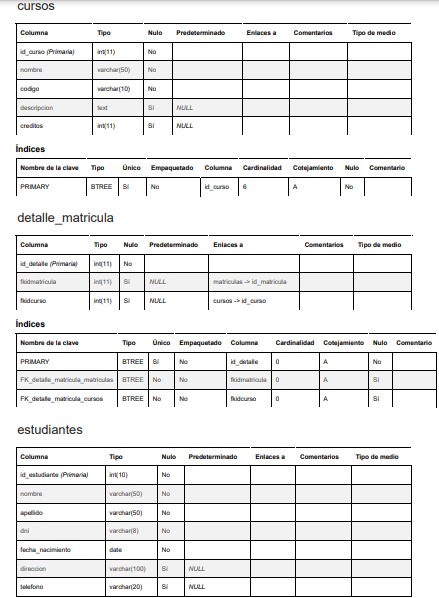 cursos
Columna Tipo Nulo Predeterminado Enlaces a Comentarios Tipo de medio
id_curso (Primaria) int(11) No
nombre varchar(50) No
codigo varchar(10) No
descripcion text Sí NULL
creditos int(11) Sí NULL
Índices
Nombre de la clave Tipo Único Empaquetado Columna Cardinalidad Cotejamiento Nulo Comentario
PRIMARY BTREE Sí No id_curso 6 A No
detalle_matricula
Columna Tipo Nulo Predeterminado Enlaces a Comentarios Tipo de medio
id_detalle (Primaria) int(11) No
fkidmatricula int(11) Sí NULL matriculas -> id_matricula
fkidcurso int(11) Sí NULL cursos -> id_curso
Índices
Nombre de la clave Tipo Único Empaquetado Columna Cardinalidad Cotejamiento Nulo Comentario
PRIMARY BTREE Sí No id_detalle 0 A No
FK_detalle_matricula_matriculas BTREE No No fkidmatricula 0 A Sí
FK_detalle_matricula_cursos BTREE No No fkidcurso 0 A Sí
estudiantes
Columna Tipo Nulo Predeterminado Enlaces a Comentarios Tipo de medio
id_estudiante (Primaria) int(10) No
nombre varchar(50) No
apellido varchar(50) No
dni varchar(8) No
fecha_nacimiento date No
direccion varchar(100) Sí NULL
telefono varchar(20) Sí NULL